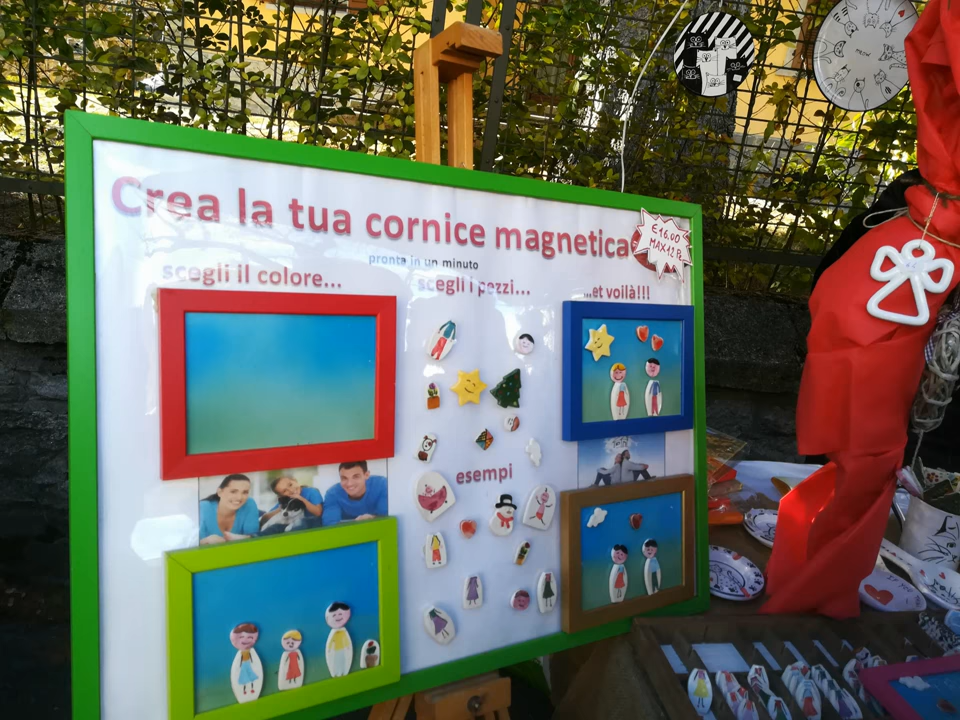 Crea la tua cornice magnetica
€16.00
MAX 12 Pz
pronta in un minuto
scegli il colore...
scegli i pezzi...
...et voilà!!!
esempi
meow